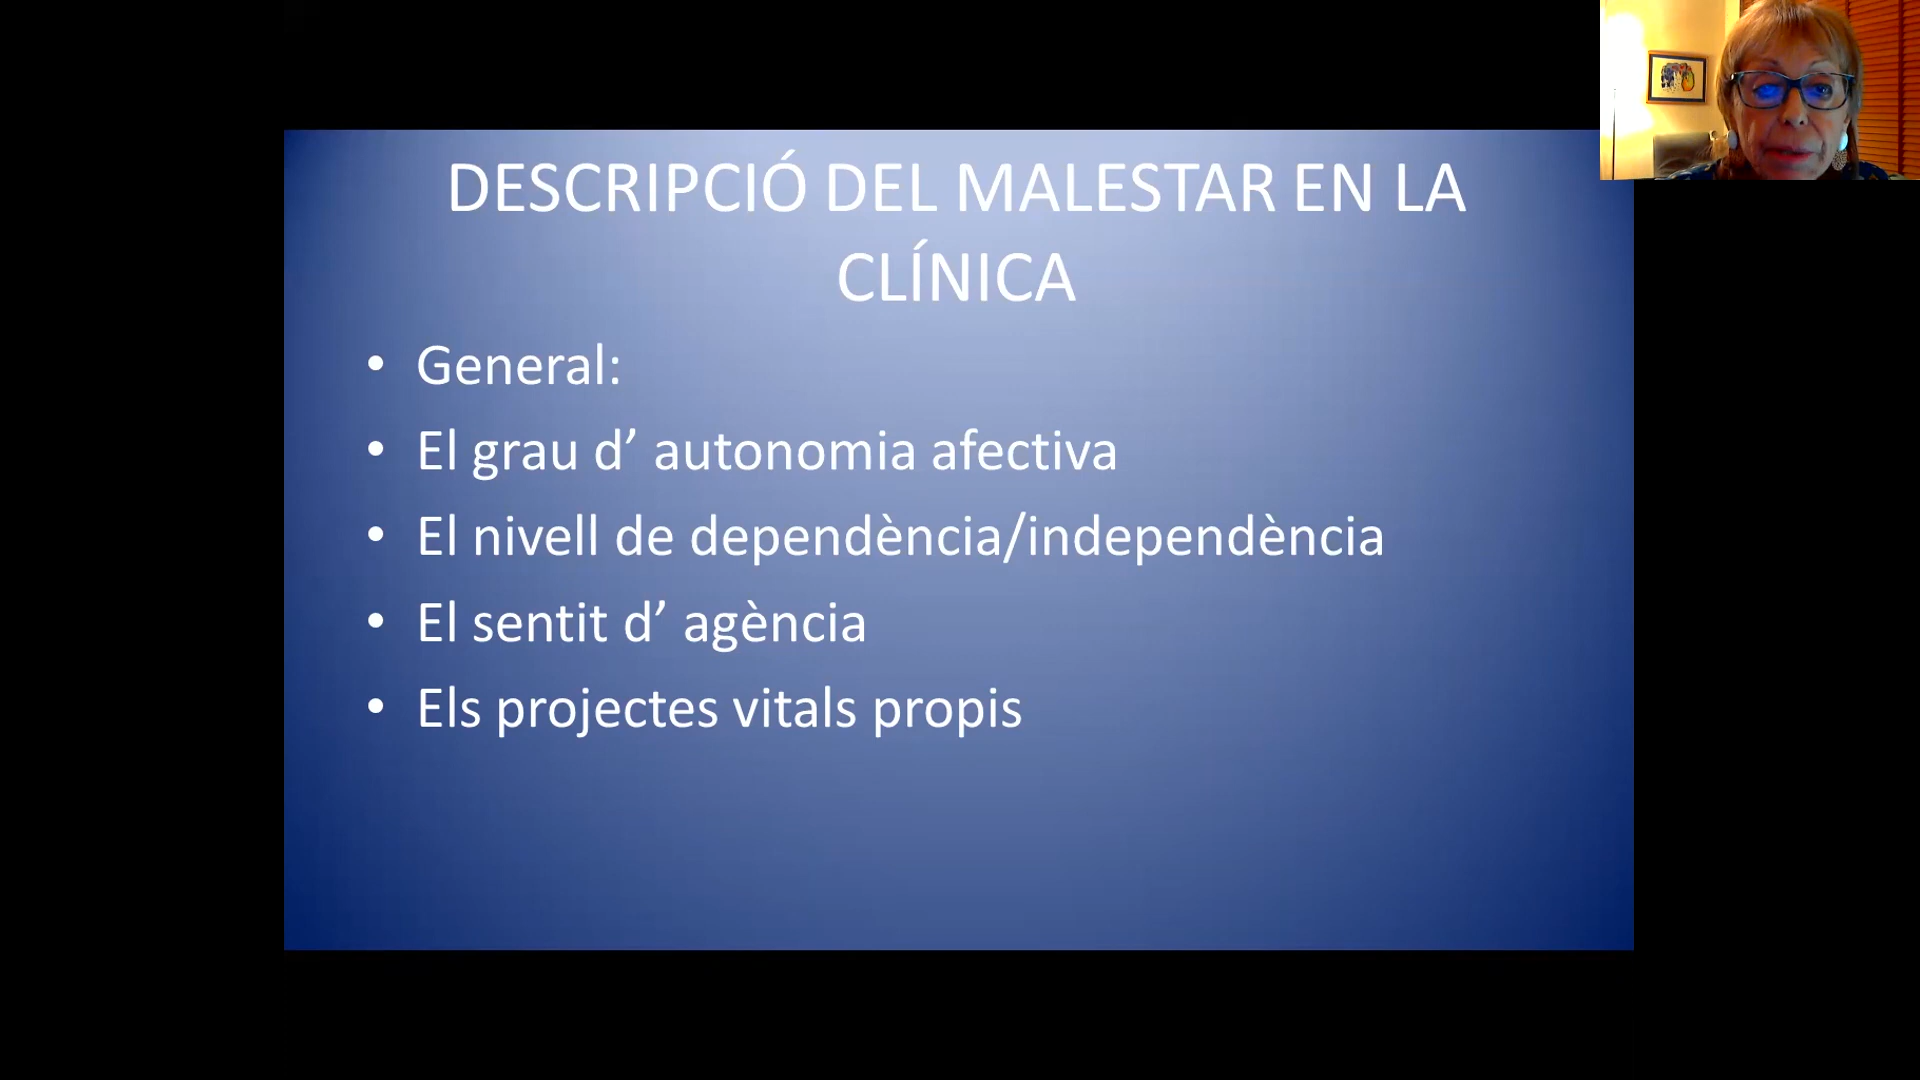 DESCRIPCIÓ DEL MALESTAR EN LA
CLÍNICA
• General:
• El grau d’ autonomia afectiva
• El nivell de dependència/independència
• El sentit d’ agència
• Els projectes vitals propis